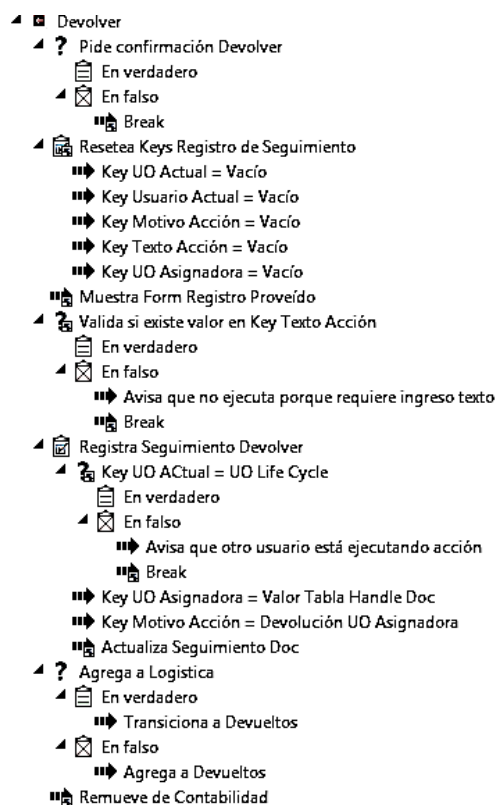 Devolver
Pide confirmación Devolver
En verdadero
En falso
Break
Resetea Keys Registro de Seguimiento
Key UO Actual = Vacío
Key Usuario Actual = Vacío
Key Motivo Acción = Vacío
Key Texto Acción = Vacío
Key UO Asignadora = Vacío
Muestra Form Registro Proveído
Valida si existe valor en Key Texto Acción
En verdadero
En falso
Avisa que no ejecuta porque requiere ingreso texto
Break
Registra Seguimiento Devolver
Key UO ACtual = UO Life Cycle
En verdadero
En falso
Avisa que otro usuario está ejecutando acción
Break
Key UO Asignadora = Valor Tabla Handle Doc
Key Motivo Acción = Devolución UO Asignadora
Actualiza Seguimiento Doc
Agrega a Logistica
En verdadero
Transiciona a Devueltos
En falso
Agrega a Devueltos
Remueve de Contabilidad